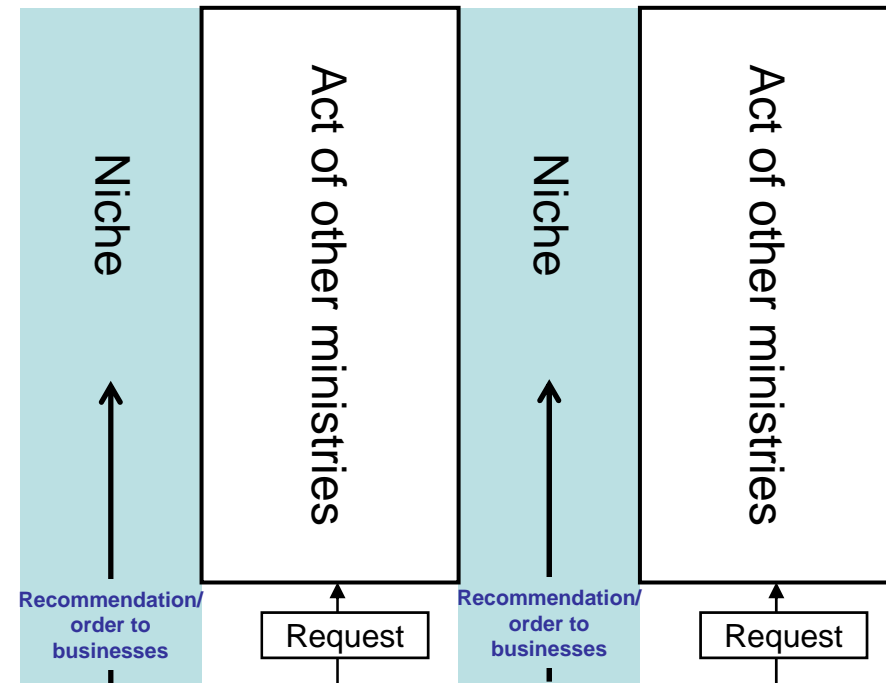 Niche
Act of other ministries
Niche
Act of other ministries
Recommendation/
order to
businesses
Request
Recommendation/
order to
businesses
Request